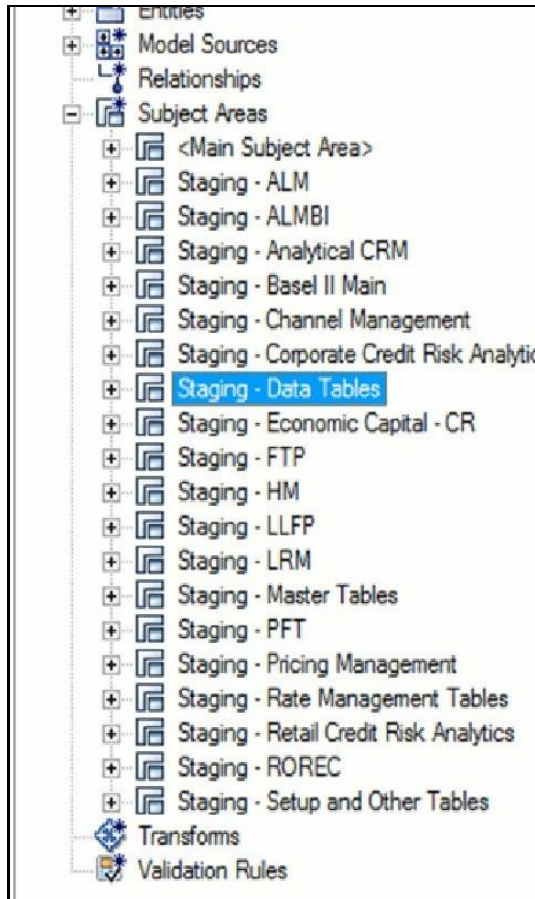 Entities
Model Sources
Relationships
Subject Areas
<Main Subject Area>
Staging - ALM
Staging - ALMBI
Staging - Analytical CRM
Staging - Basel II Main
Staging - Channel Management
Staging - Corporate Credit Risk Analytic
Staging - Data Tables
Staging - Economic Capital - CR
Staging - FTP
Staging - HM
Staging - LLFP
Staging - LRM
Staging - Master Tables
Staging - PFT
Staging - Pricing Management
Staging - Rate Management Tables
Staging - Retail Credit Risk Analytics
Staging - ROREC
Staging - Setup and Other Tables
Transforms
Validation Rules